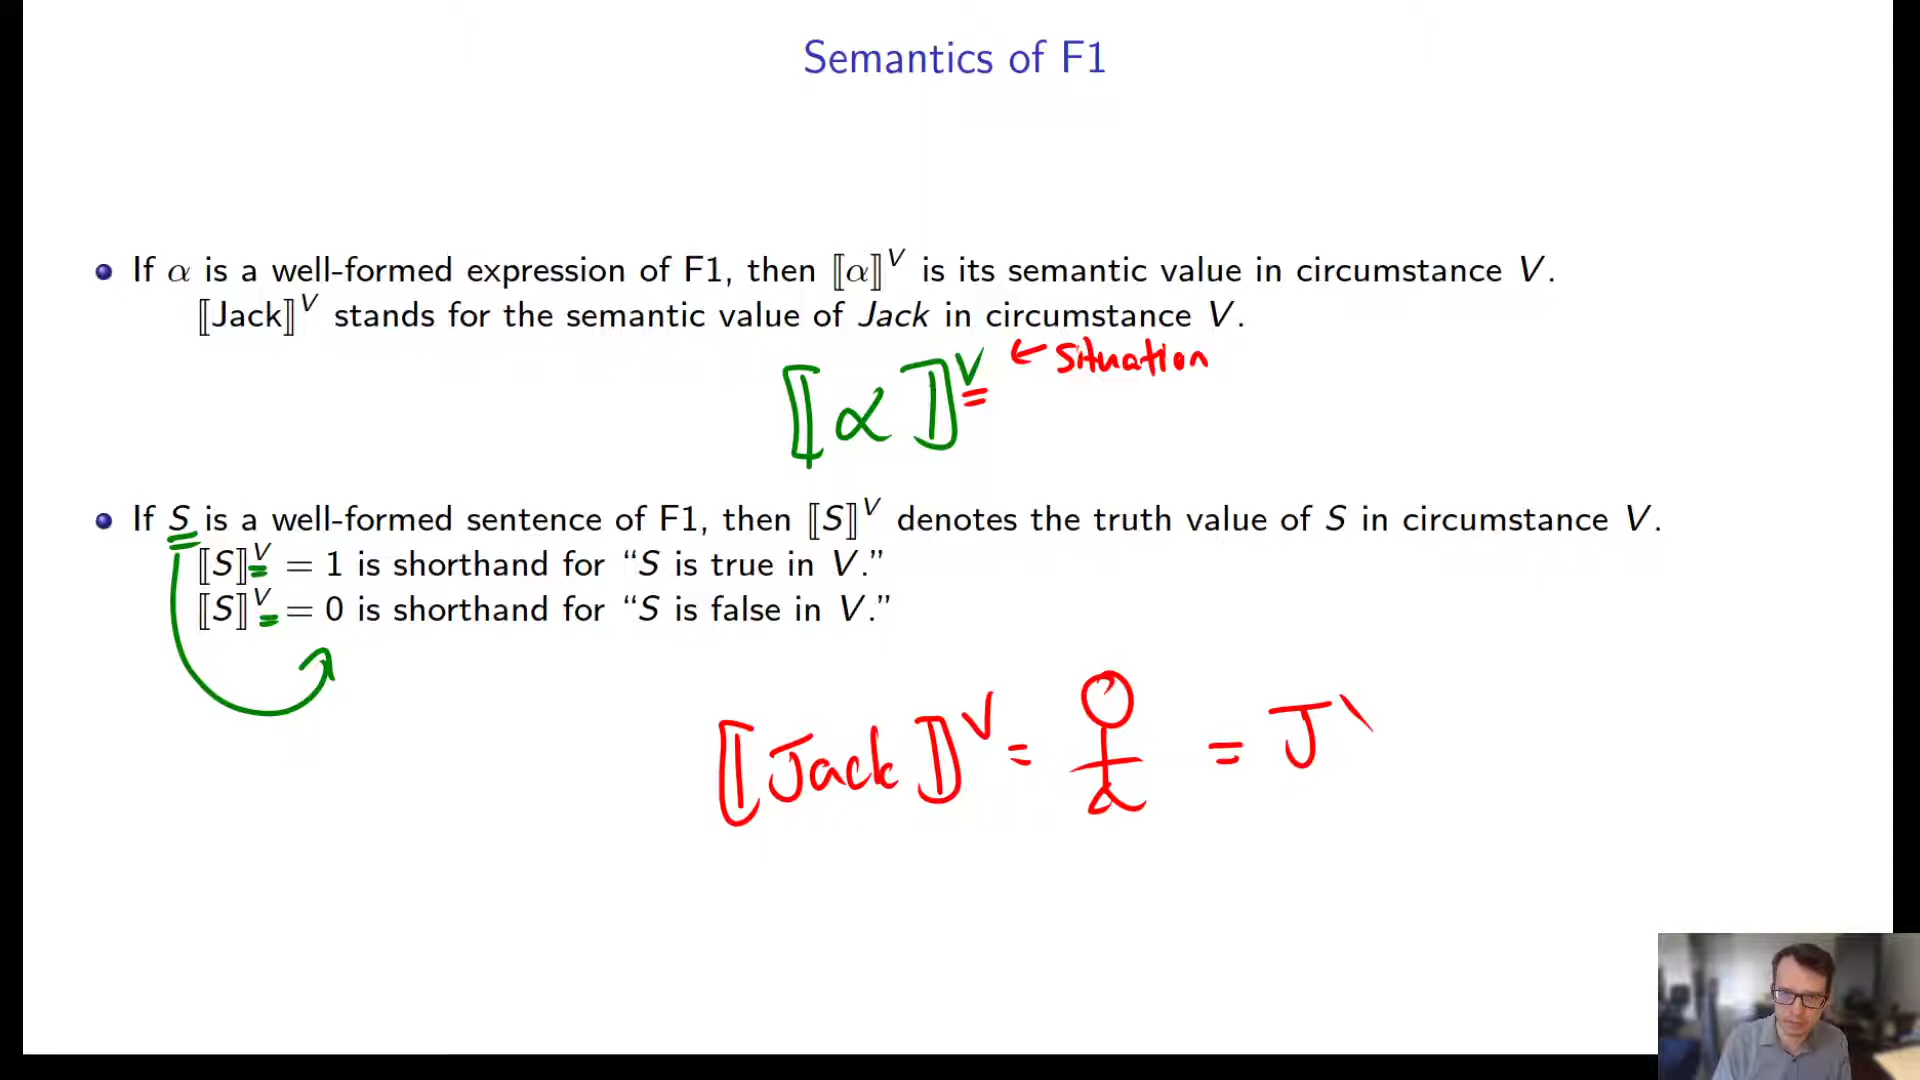 Semantics of F1
If α is a well-formed expression of F1, then ⟦α⟧^V is its semantic value in circumstance V.
⟦Jack⟧^V stands for the semantic value of Jack in circumstance V.
⟦α⟧^V ← Situation
If S is a well-formed sentence of F1, then ⟦S⟧^V denotes the truth value of S in circumstance V.
⟦S⟧^V = 1 is shorthand for “S is true in V.”
⟦S⟧^V = 0 is shorthand for “S is false in V.”
⟦Jack⟧^V = = J